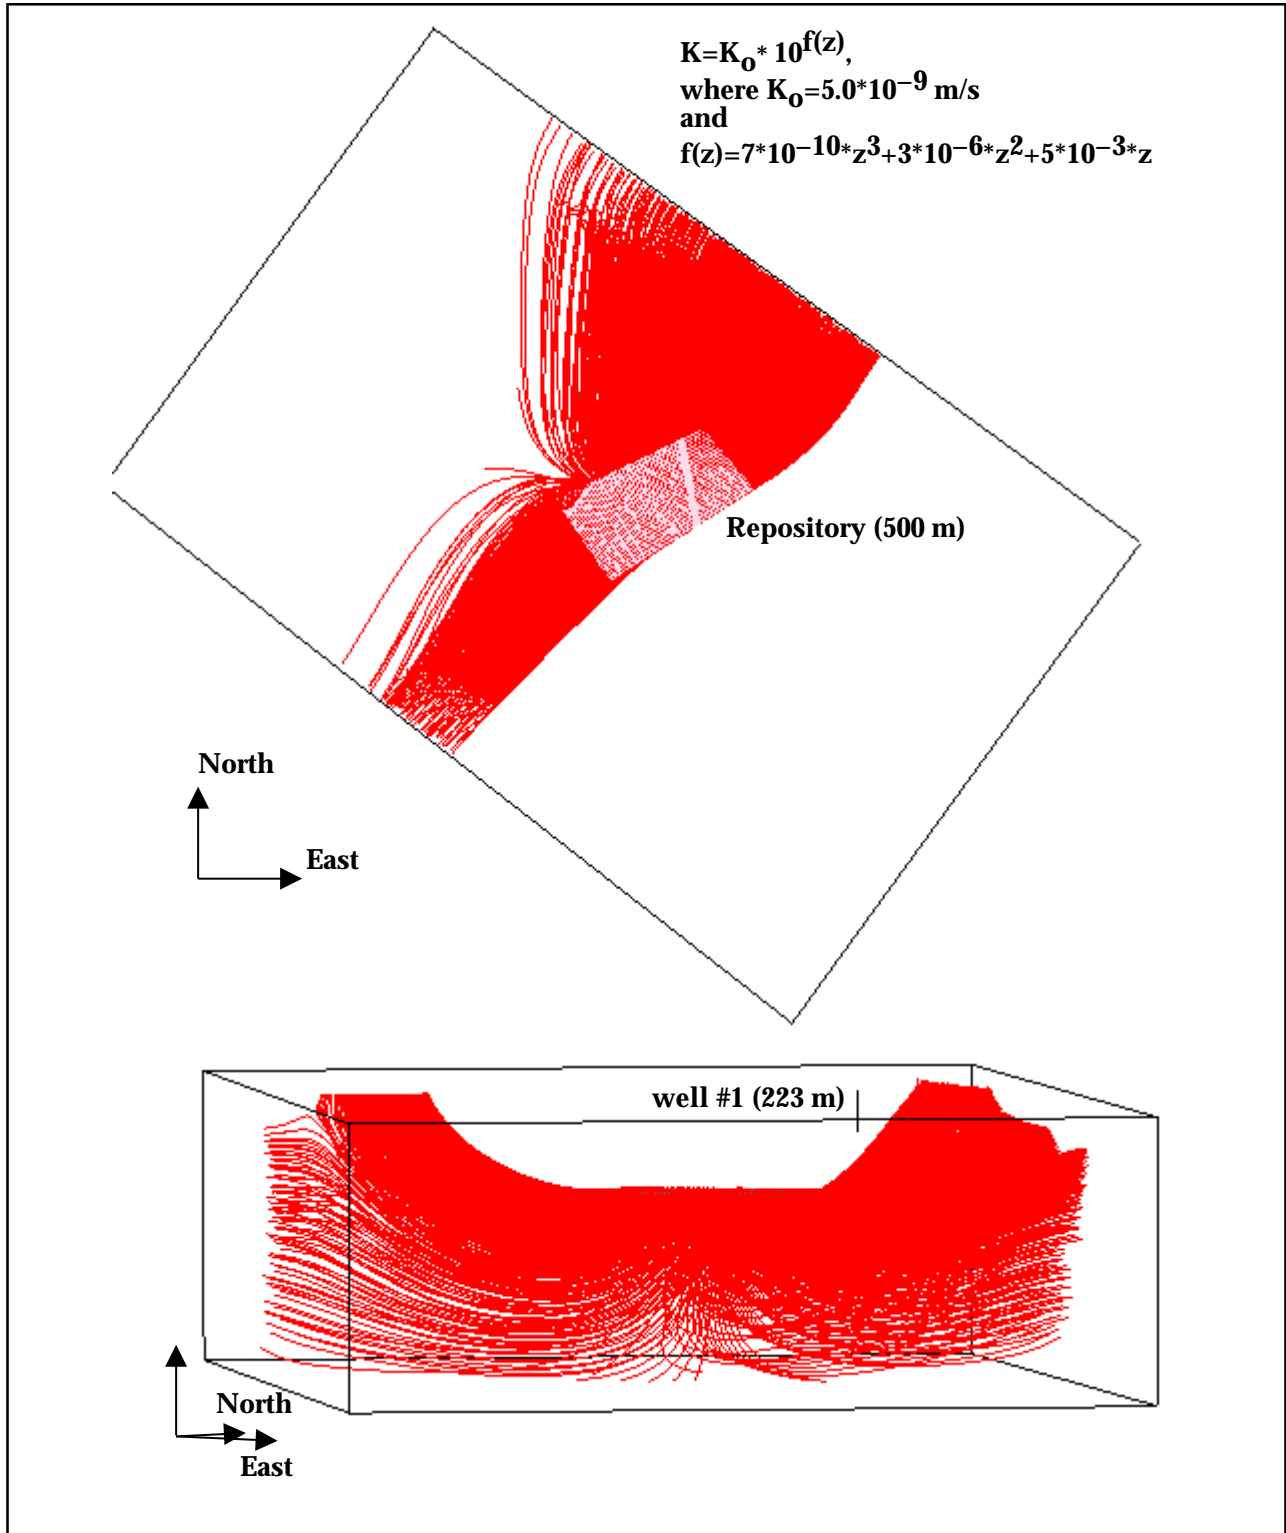 K=Ko* 10f(z),
where Ko=5.0*10−9 m/s
and
f(z)=7*10−10*z3+3*10−6*z2+5*10−3*z
Repository (500 m)
North
East
well #1 (223 m)
North
East